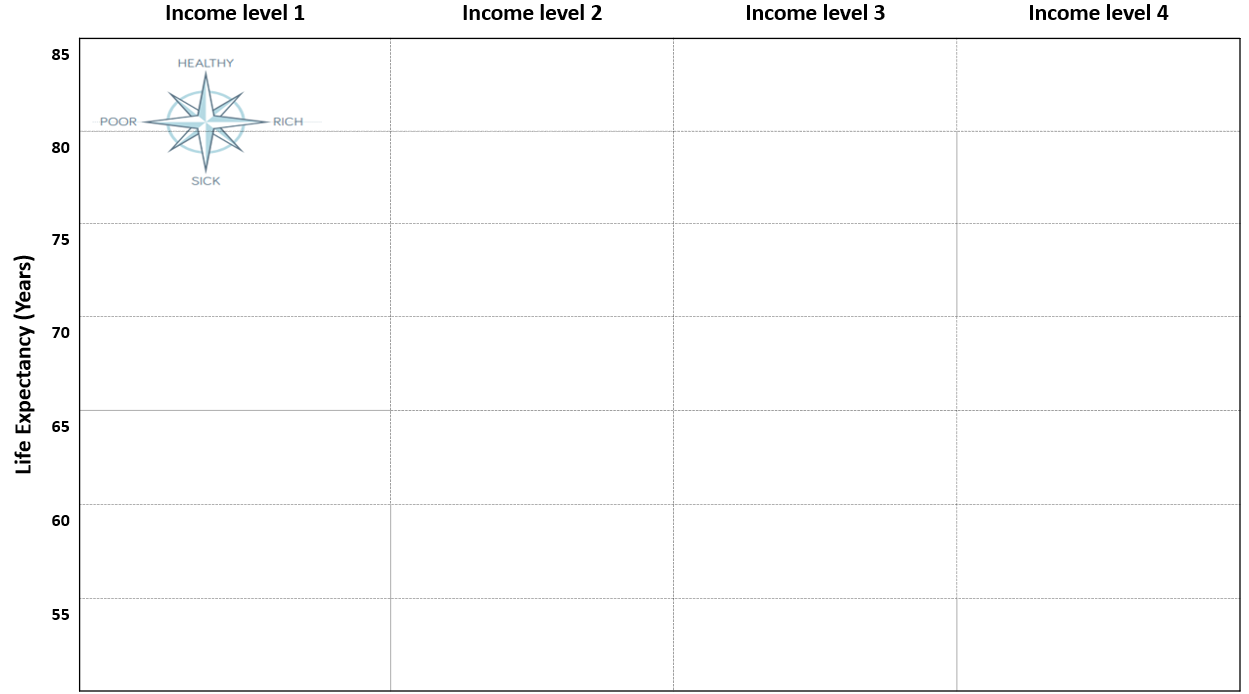 Income level 1 Income level 2 Income level 3 Income level 4
85
HEALTHY
POOR RICH
80
SICK
75
Life Expectancy (Years)
70
65
60
55